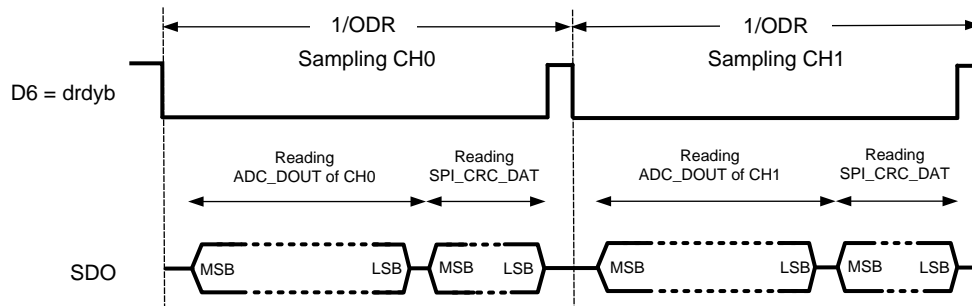 1/ODR 1/ODR
Sampling CH0 Sampling CH1
D6 = drdyb
Reading Reading Reading Reading
ADC_DOUT of CH0 SPI_CRC_DAT ADC_DOUT of CH1 SPI_CRC_DAT
SDO MSB LSB MSB LSB MSB LSB MSB LSB